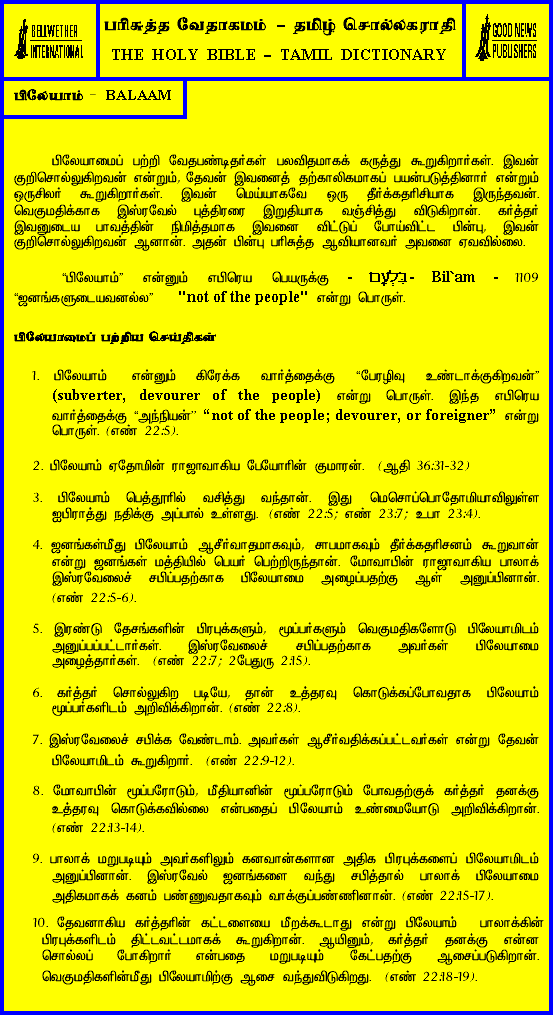 BELLWETHER
INTERNATIONAL
பரிசுத்த வேதாகமம் – தமிழ் சொல்லகராதி
THE HOLY BIBLE – TAMIL DICTIONARY
GOOD NEWS
PUBLISHERS
பிலேயாம் - BALAAM
பிலேயாமைப் பற்றி வேதபண்டிதர்கள் பலவிதமாகக் கருத்து கூறுகிறார்கள். இவன்
குறிசொல்லுகிறவன் என்றும், தேவன் இவனைத் தற்காலிகமாகப் பயன்படுத்தினார் என்றும்
ஒருசிலர் கூறுகிறார்கள். இவன் மெய்யாகவே ஒரு தீர்க்கதரிசியாக இருந்தவன்.
வெகுமதிக்காக இஸ்ரவேல் புத்திரரை இறுதியாக வஞ்சித்து விடுகிறான். கர்த்தர்
இவனுடைய பாவத்தின் நிமித்தமாக இவனை விட்டுப் போய்விட்ட பின்பு, இவன்
குறிசொல்லுகிறவன் ஆனான். அதன் பின்பு பரிசுத்த ஆவியானவர் அவனை ஏவவில்லை.
“பிலேயாம்” என்னும் எபிரெய பெயருக்கு - בִּלְעָם - Bil`am - 1109
“ஜனங்களுடையவனல்ல” "not of the people" என்று பொருள்.
பிலேயாமைப் பற்றிய செய்திகள்
1. பிலேயாம் என்னும் கிரேக்க வார்த்தைக்கு “பேரழிவு உண்டாக்குகிறவன்”
(subverter, devourer of the people) என்று பொருள். இந்த எபிரெய
வார்த்தைக்கு “அந்நியன்” “not of the people; devourer, or foreigner” என்று
பொருள். (எண் 22:5).
2. பிலேயாம் ஏதோமின் ராஜாவாகிய பேயோரின் குமாரன். (ஆதி 36:31-32)
3. பிலேயாம் பெத்தூரில் வசித்து வந்தான். இது மெசொப்பொதோமியாவிலுள்ள
ஐபிராத்து நதிக்கு அப்பால் உள்ளது. (எண் 22:5; எண் 23:7; உபா 23:4).
4. ஜனங்கள்மீது பிலேயாம் ஆசீர்வாதமாகவும், சாபமாகவும் தீர்க்கதரிசனம் கூறுவான்
என்று ஜனங்கள் மத்தியில் பெயர் பெற்றிருந்தான். மோவாபின் ராஜாவாகிய பாலாக்
இஸ்ரவேலைச் சபிப்பதற்காக பிலேயாமை அழைப்பதற்கு ஆள் அனுப்பினான்.
(எண் 22:5-6).
5. இரண்டு தேசங்களின் பிரபுக்களும், மூப்பர்களும் வெகுமதிகளோடு பிலேயாமிடம்
அனுப்பப்பட்டார்கள். இஸ்ரவேலைச் சபிப்பதற்காக அவர்கள் பிலேயாமை
அழைத்தார்கள். (எண் 22:7; 2பேதுரு 2:15).
6. கர்த்தர் சொல்லுகிற படியே, தான் உத்தரவு கொடுக்கப்போவதாக பிலேயாம்
மூப்பர்களிடம் அறிவிக்கிறான். (எண் 22:8).
7. இஸ்ரவேலைச் சபிக்க வேண்டாம். அவர்கள் ஆசீர்வதிக்கப்பட்டவர்கள் என்று தேவன்
பிலேயாமிடம் கூறுகிறார். (எண் 22:9-12).
8. மோவாபின் மூப்பரோடும், மீதியானின் மூப்பரோடும் போவதற்குக் கர்த்தர் தனக்கு
உத்தரவு கொடுக்கவில்லை என்பதைப் பிலேயாம் உண்மையோடு அறிவிக்கிறான்.
(எண் 22:13-14).
9. பாலாக் மறுபடியும் அவர்களிலும் கனவான்களான அதிக பிரபுக்களைப் பிலேயாமிடம்
அனுப்பினான். இஸ்ரவேல் ஜனங்களை வந்து சபித்தால் பாலாக் பிலேயாமை
அதிகமாகக் கனம் பண்ணுவதாகவும் வாக்குப்பண்ணினான். (எண் 22:15-17).
10. தேவனாகிய கர்த்தரின் கட்டளையை மீறக்கூடாது என்று பிலேயாம் பாலாக்கின்
பிரபுக்களிடம் திட்டவட்டமாகக் கூறுகிறான். ஆயினும், கர்த்தர் தனக்கு என்ன
சொல்லப் போகிறார் என்பதை மறுபடியும் கேட்பதற்கு ஆசைப்படுகிறான்.
வெகுமதிகளின்மீது பிலேயாமிற்கு ஆசை வந்துவிடுகிறது. (எண் 22:18-19).